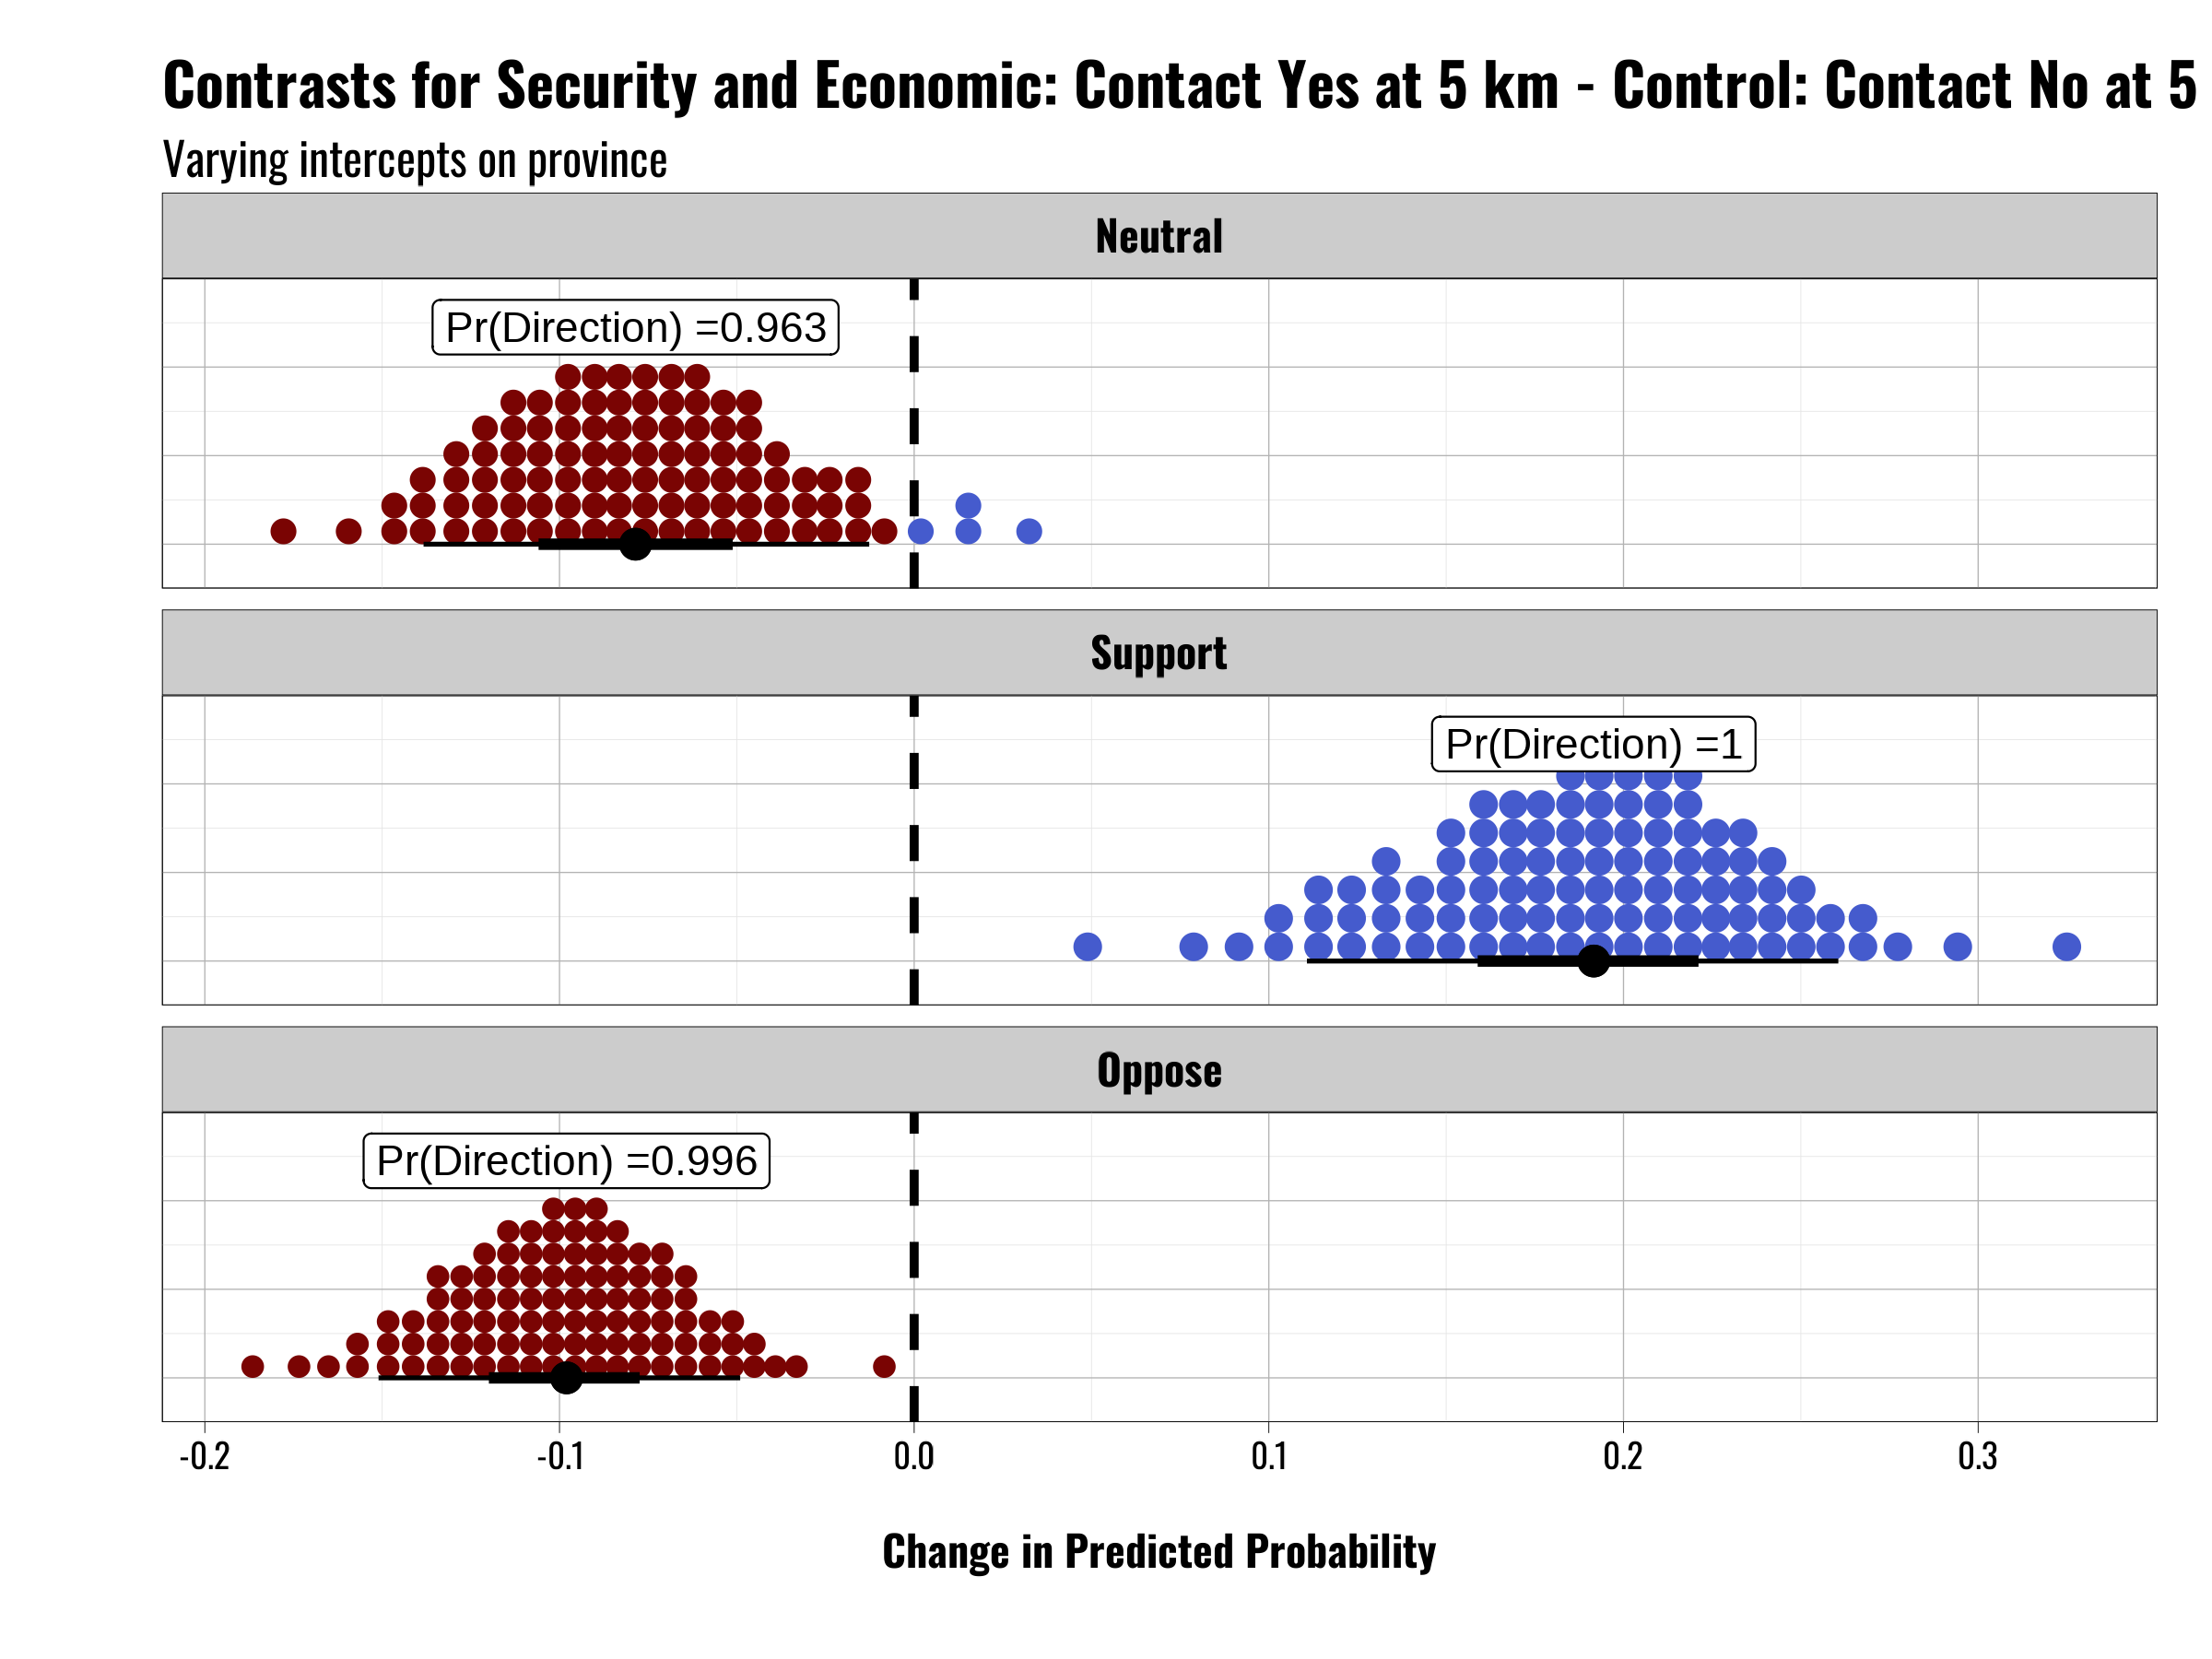 Contrasts for Security and Economic: Contact Yes at 5 km - Control: Contact No at 5
Varying intercepts on province
Neutral
Pr(Direction) =0.963
Support
Pr(Direction) =1
Oppose
Pr(Direction) =0.996
-0.2 -0.1 0.0 0.1 0.2 0.3
Change in Predicted Probability